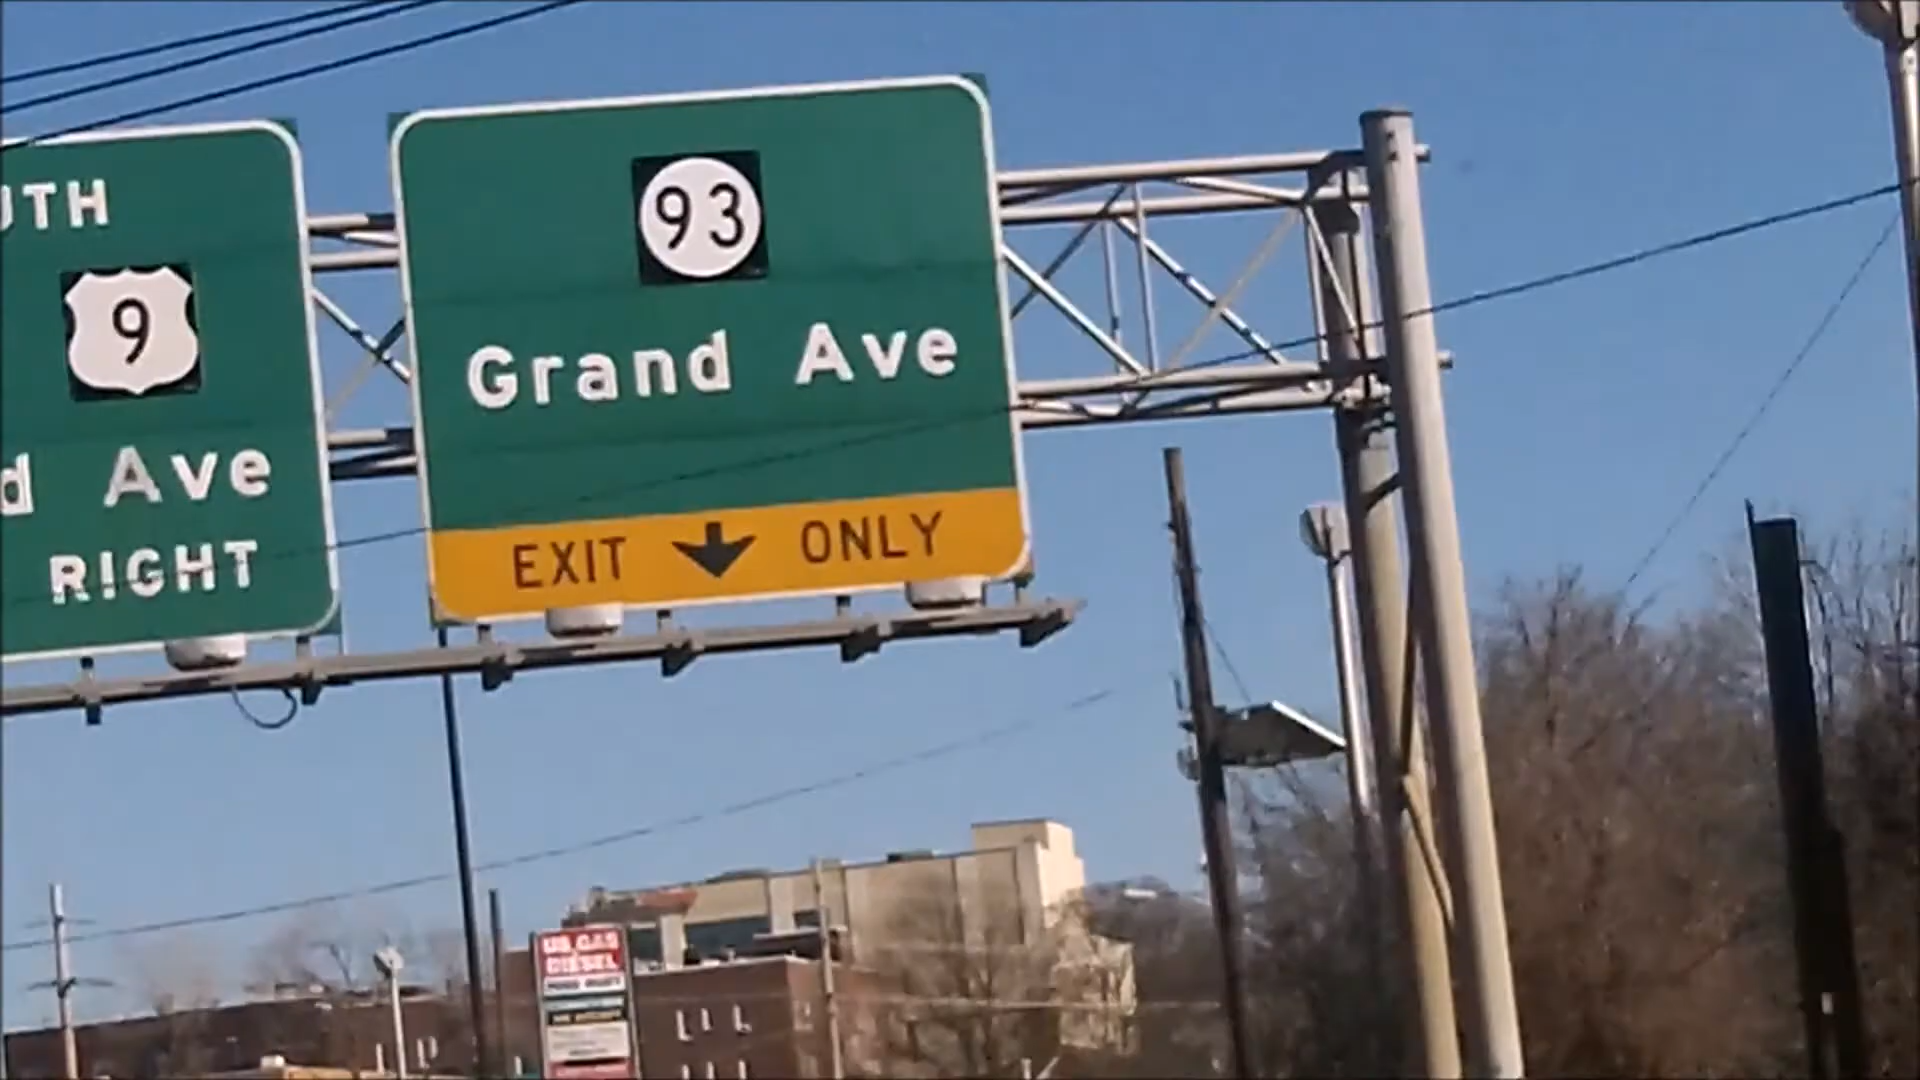 UTH
9
d Ave
RIGHT
93
Grand Ave
EXIT ONLY
US GAS
DIESEL